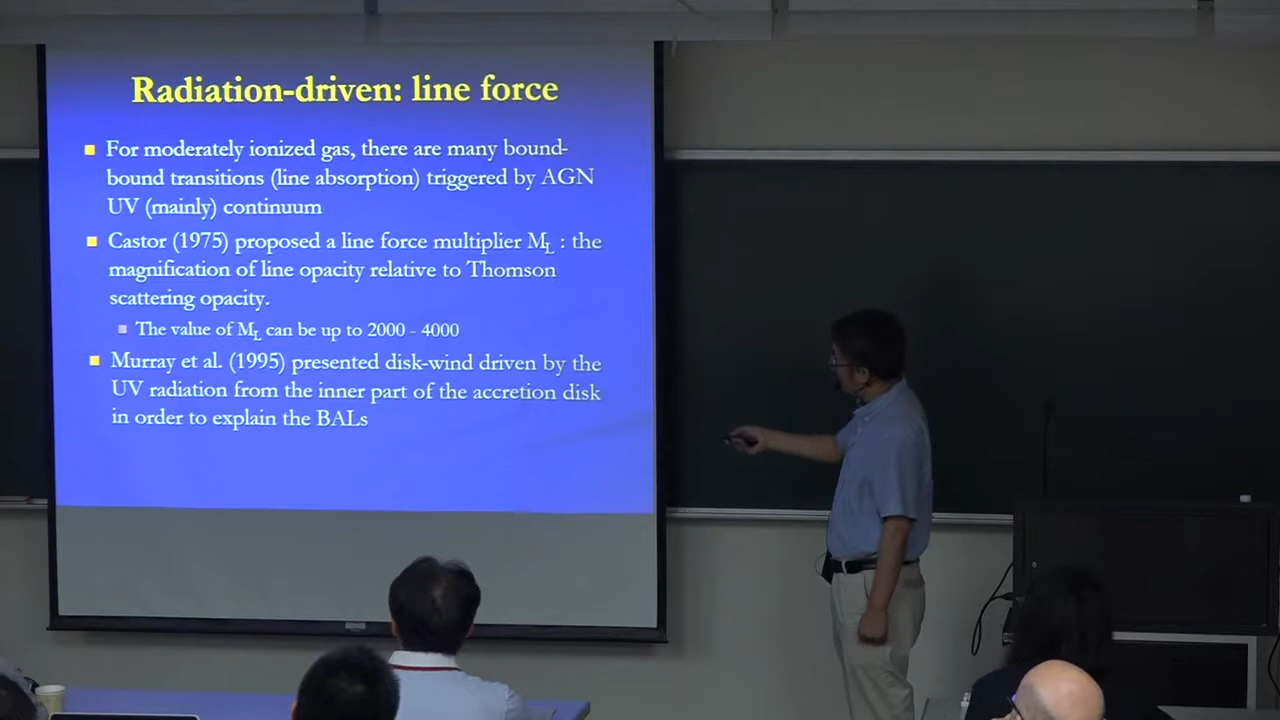 Radiation-driven: line force
For moderately ionized gas, there are many bound-
bound transitions (line absorption) triggered by AGN
UV (mainly) continuum
Castor (1975) proposed a line force multiplier M_L : the
magnification of line opacity relative to Thomson
scattering opacity.
The value of M_L can be up to 2000 - 4000
Murray et al. (1995) presented disk-wind driven by the
UV radiation from the inner part of the accretion disk
in order to explain the BALs